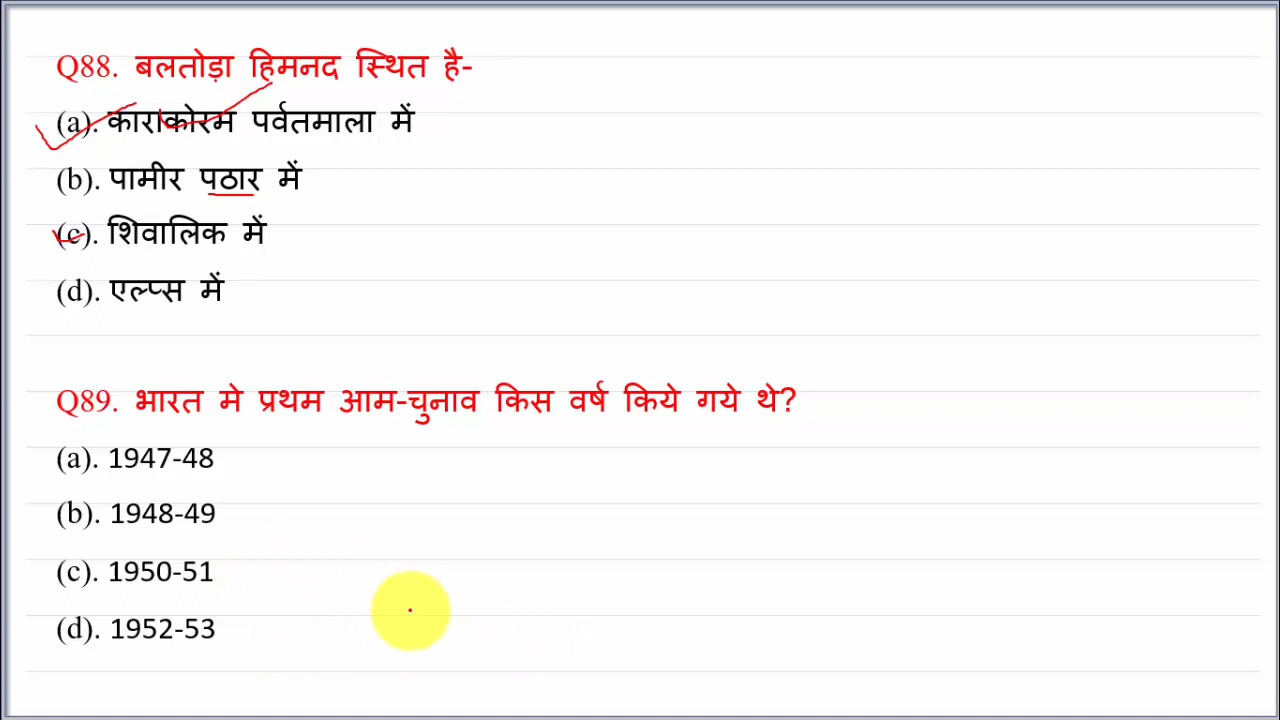 Q88. बलतोड़ा हिमनद स्थित है-
(a). काराकोरम पर्वतमाला में
(b). पामीर पठार में
(c). शिवालिक में
(d). एल्प्स में
Q89. भारत मे प्रथम आम-चुनाव किस वर्ष किये गये थे?
(a). 1947-48
(b). 1948-49
(c). 1950-51
(d). 1952-53